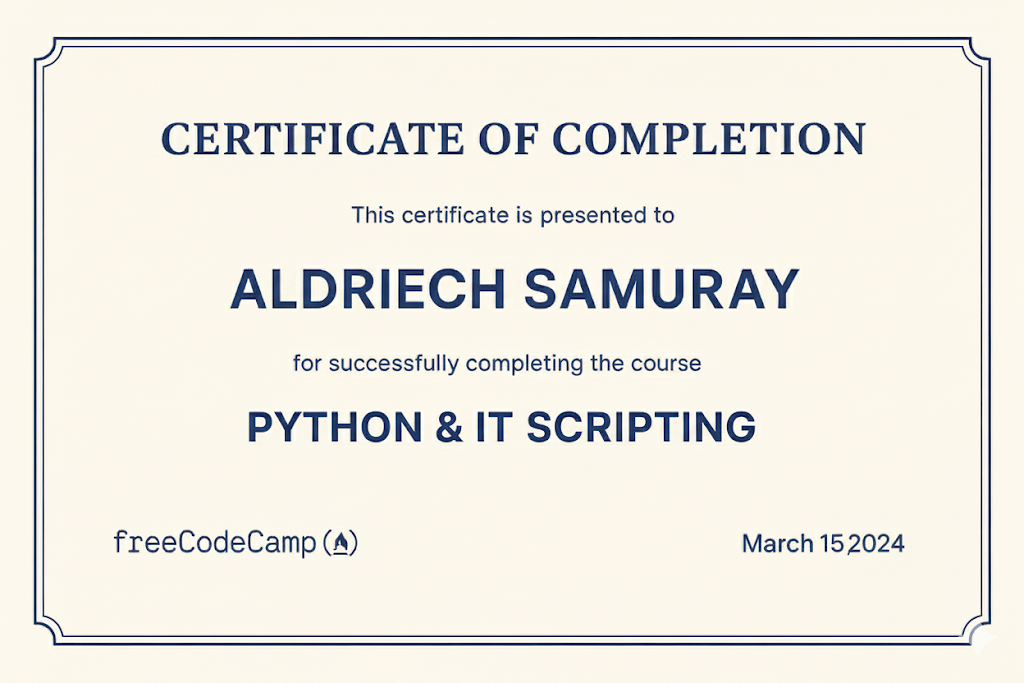 CERTIFICATE OF COMPLETION
This certificate is presented to
ALDRIECH SAMURAY
for successfully completing the course
PYTHON & IT SCRIPTING
freeCodeCamp
March 15,2024